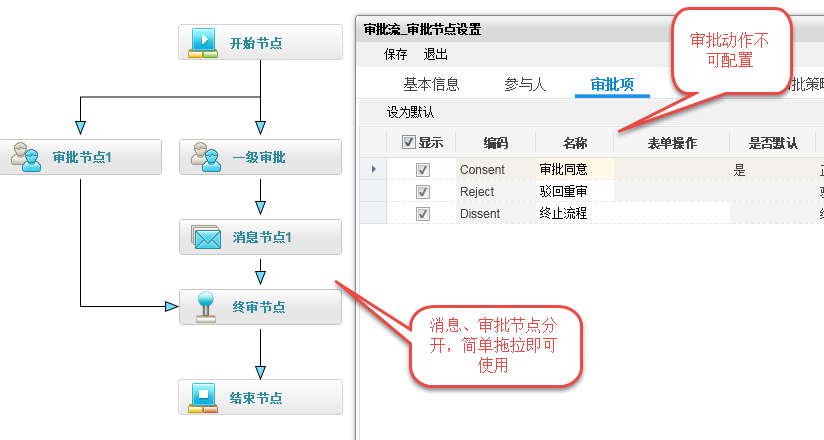 开始节点
审批节点1
一级审批
消息节点1
终审节点
结束节点
审批流_审批节点设置
保存 退出
基本信息 参与人 审批项 批策略
设为默认
显示 编码 名称 表单操作 是否默认
Consent 审批同意 是
Reject 驳回重审
Dissent 终止流程
审批动作不
可配置
消息、审批节点分
开，简单拖拉即可
使用